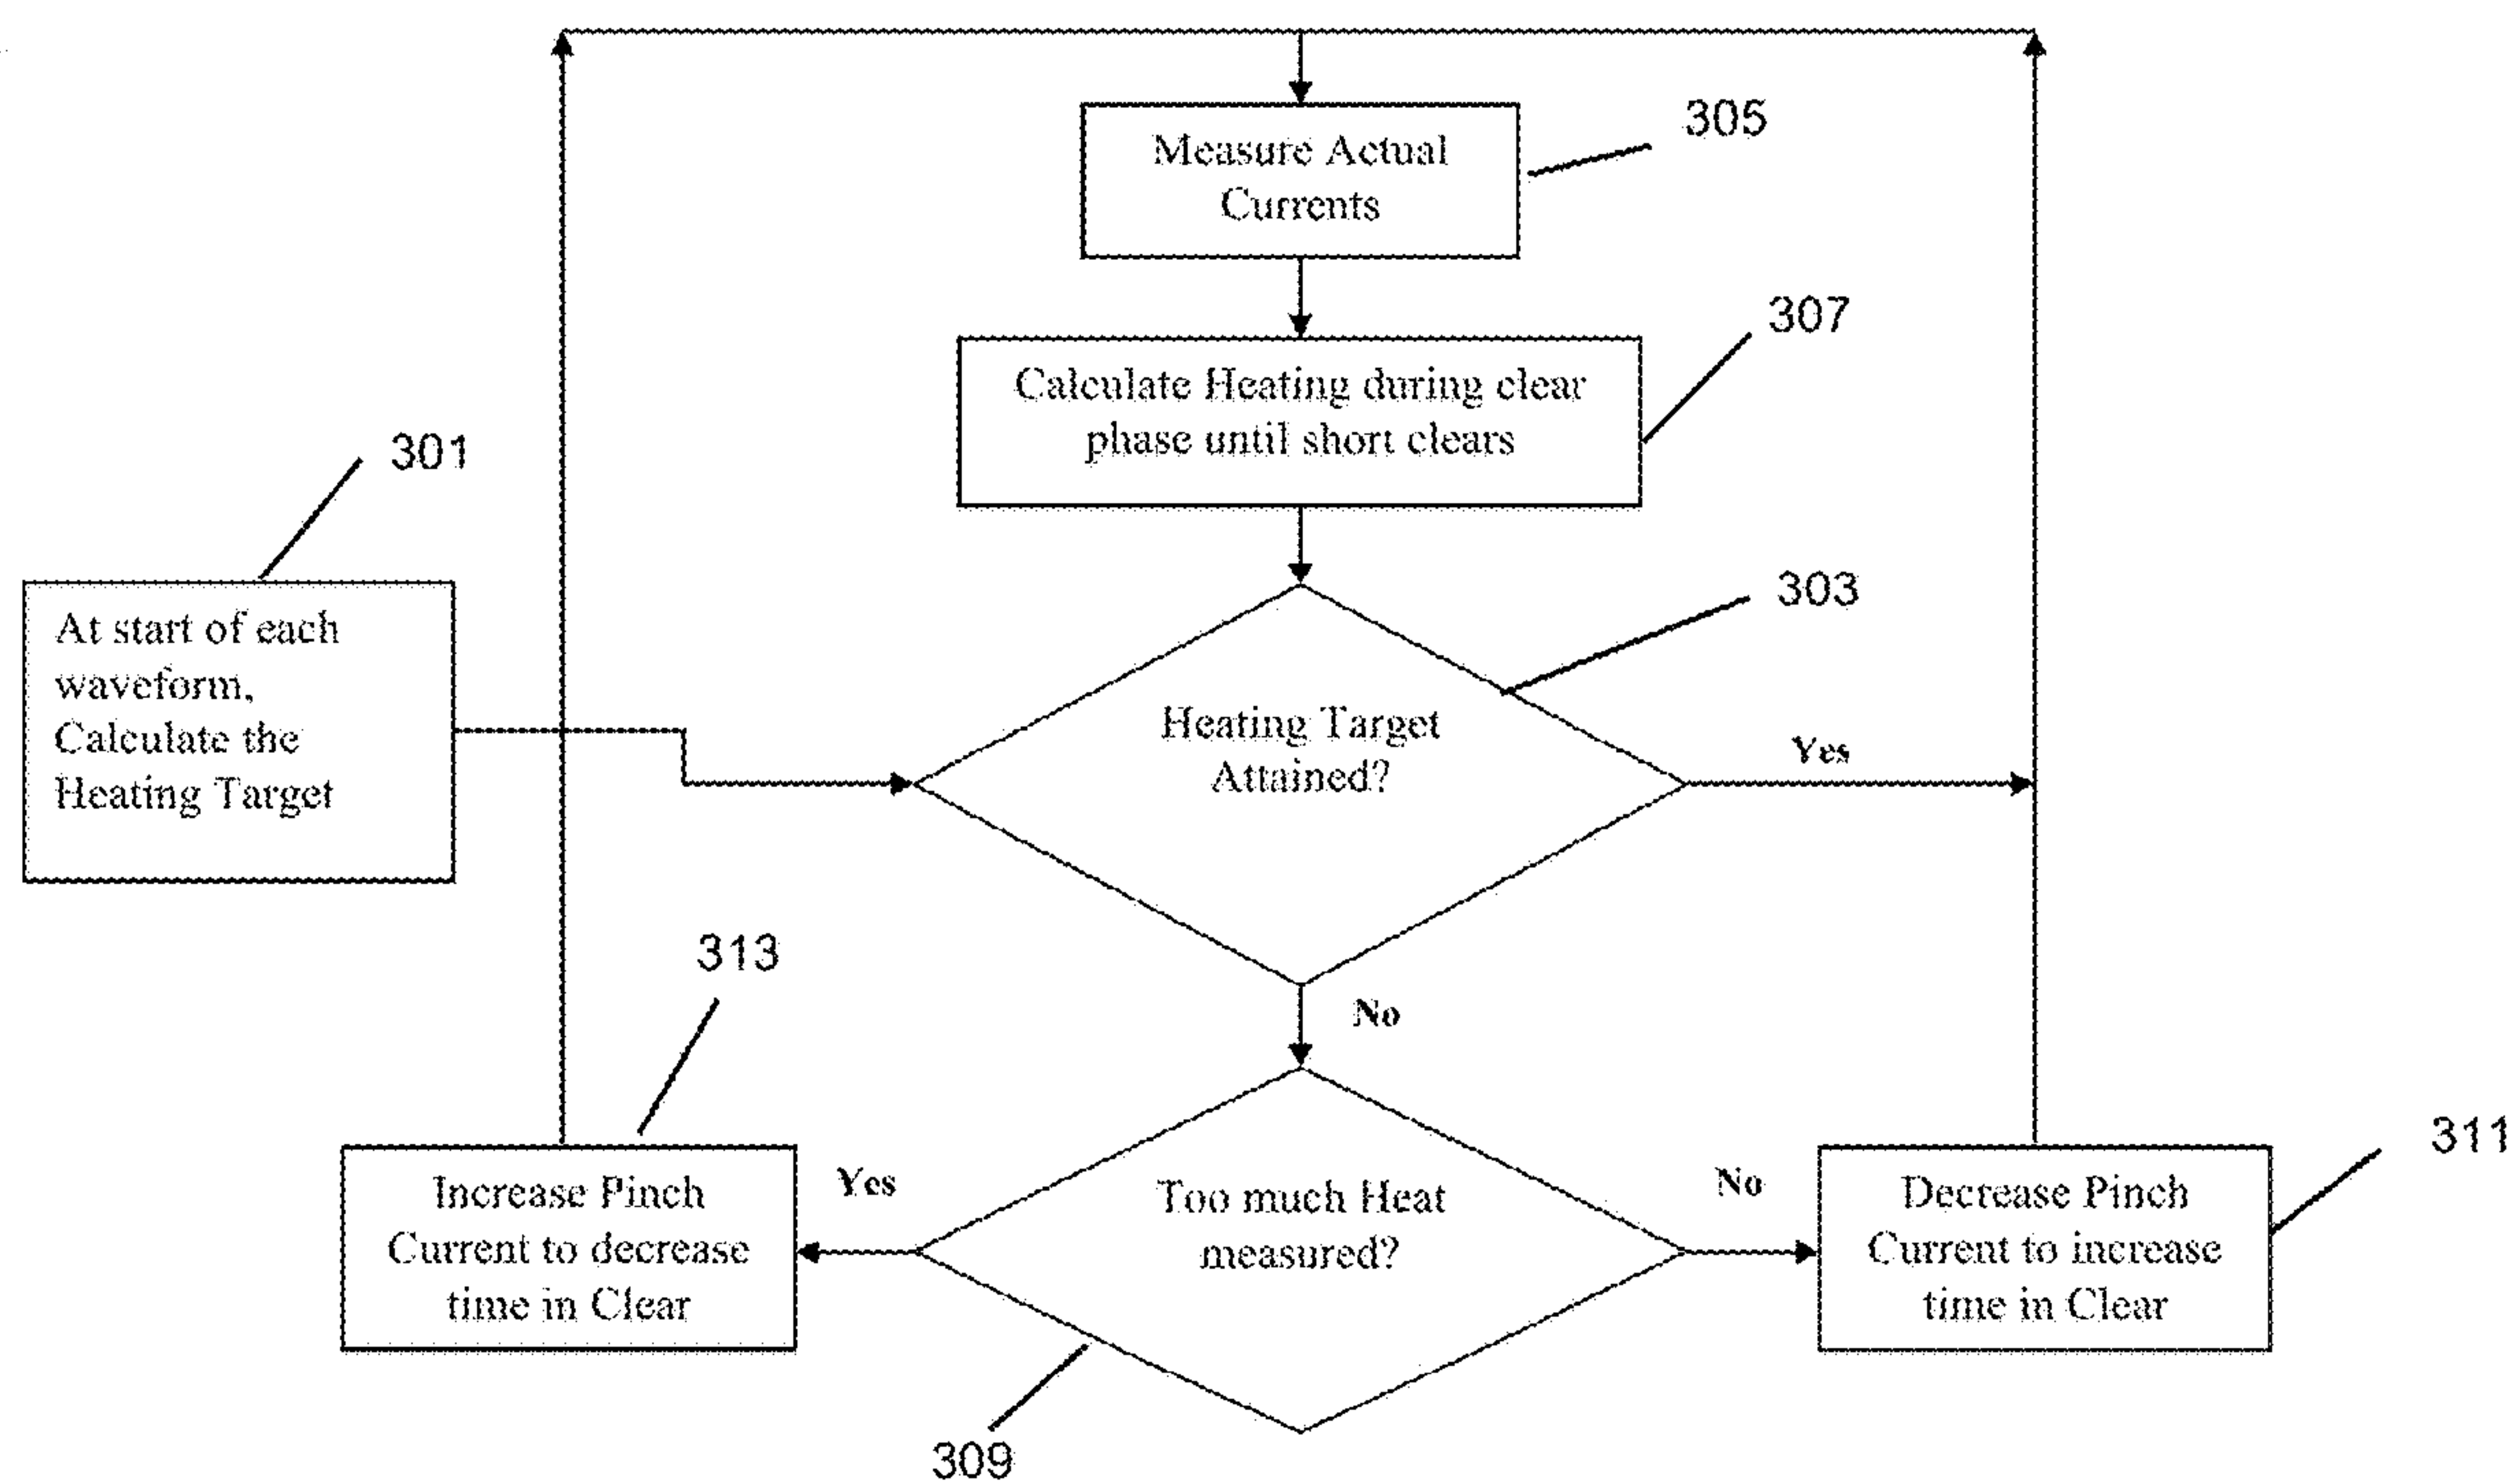 305
Measure Actual
Currents
307
Calculate Heating during clear
phase until short clears
301
At start of each
waveform,
Calculate the
Heating Target
303
Heating Target
Attained?
Yes
No
313
Increase Pinch
Current to decrease
time in Clear
Yes
Too much Heat
measured?
No
311
Decrease Pinch
Current to increase
time in Clear
309